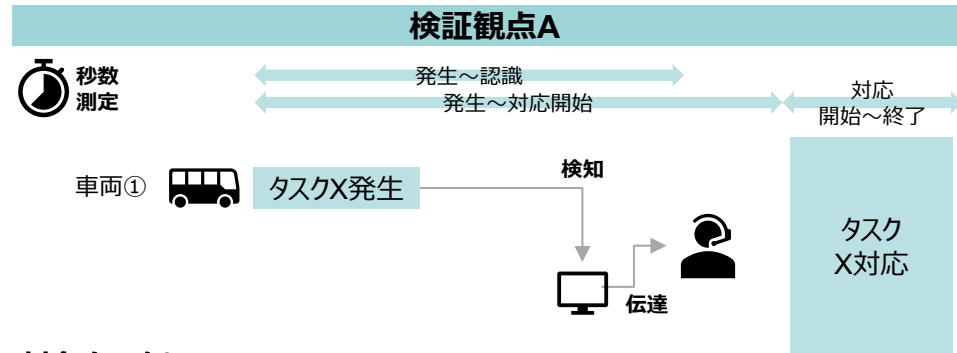 検証観点A
秒数
測定
発生～認識
発生～対応開始
対応
開始～終了
車両①
タスクX発生
検知
伝達
タスク
X対応